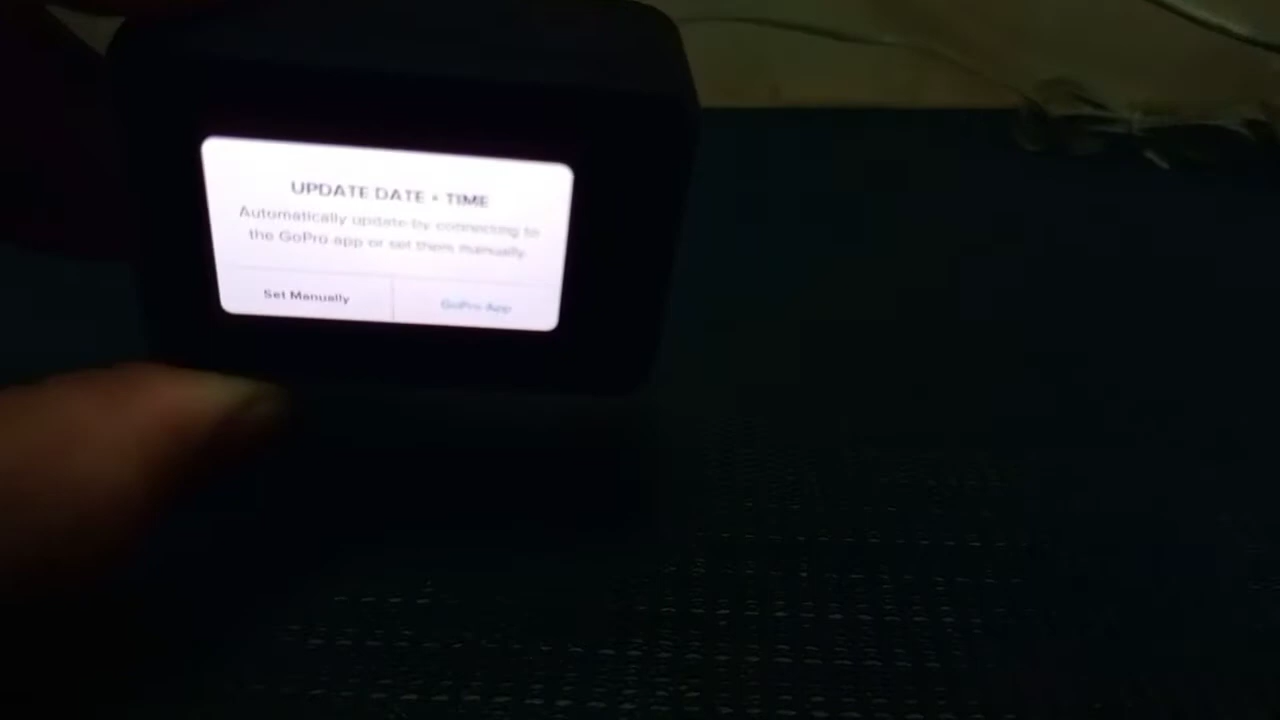 UPDATE DATE + TIME
Automatically update by connecting to
the GoPro app or set them manually.
Set Manually
GoPro App